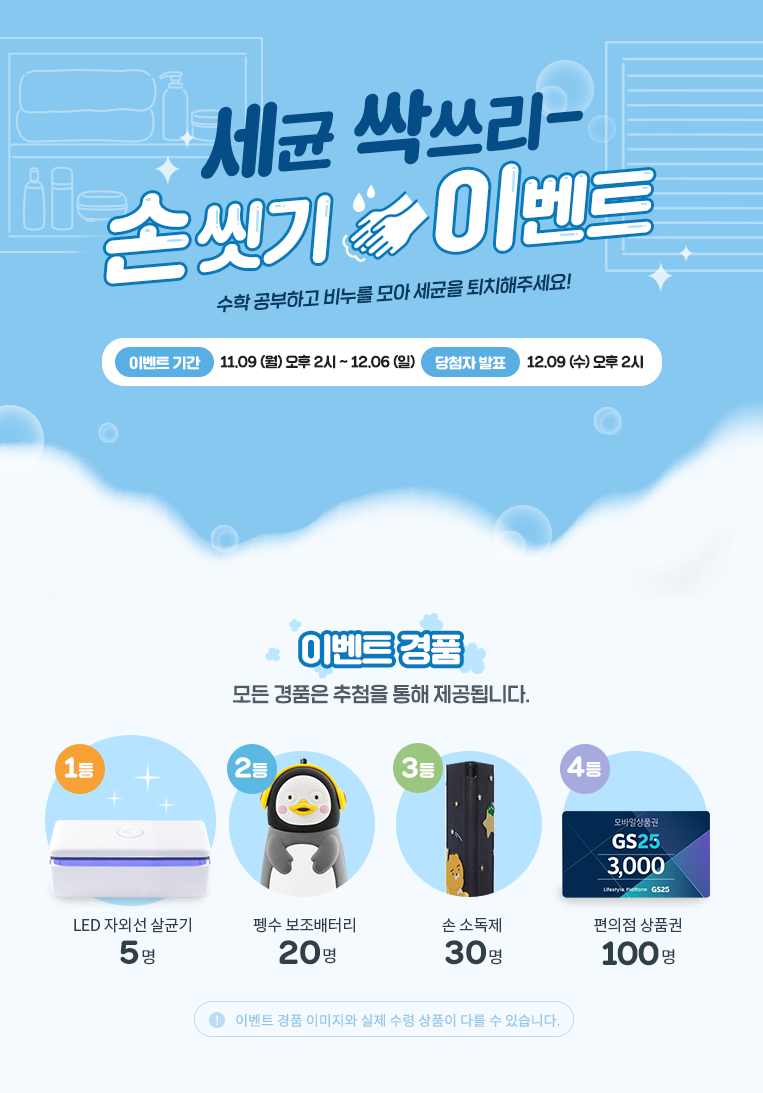 세균 싹쓰리-
손 씻기 이벤트
수학 공부하고 비누를 모아 세균을 퇴치해주세요!
이벤트 기간 11.09 (월) 오후 2시 ~ 12.06 (일) 당첨자 발표 12.09 (수) 오후 2시
이벤트 경품
모든 경품은 추첨을 통해 제공됩니다.
1등
2등
3등
4등
모바일상품권
GS25
3,000
Lifestyle Platform GS25
LED 자외선 살균기
5명
펭수 보조배터리
20명
손 소독제
30명
편의점 상품권
100명
! 이벤트 경품 이미지와 실제 수령 상품이 다를 수 있습니다.